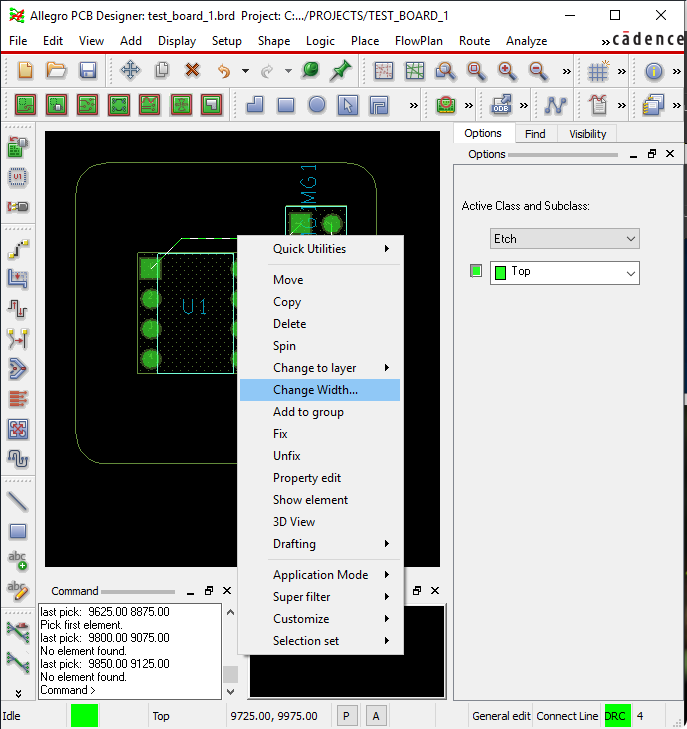 Allegro PCB Designer: test_board_1.brd Project: C:.../PROJECTS/TEST_BOARD_1
File Edit View Add Display Setup Shape Logic Place FlowPlan Route Analyze » cādence
» » »
ODB
» » » »
Options Find Visibility
Options
U1
Active Class and Subclass:
Etch
Top
U1
Quick Utilities
Move
Copy
Delete
Spin
Change to layer
Change Width...
Add to group
Fix
Unfix
Property edit
Show element
3D View
Drafting
Application Mode
Super filter
Customize
Selection set
abc
abc
Command
last pick: 9625.00 8875.00
Pick first element.
last pick: 9800.00 9075.00
No element found.
last pick: 9850.00 9125.00
No element found.
Command >
Idle Top 9725.00, 9975.00 P A General edit Connect Line DRC 4